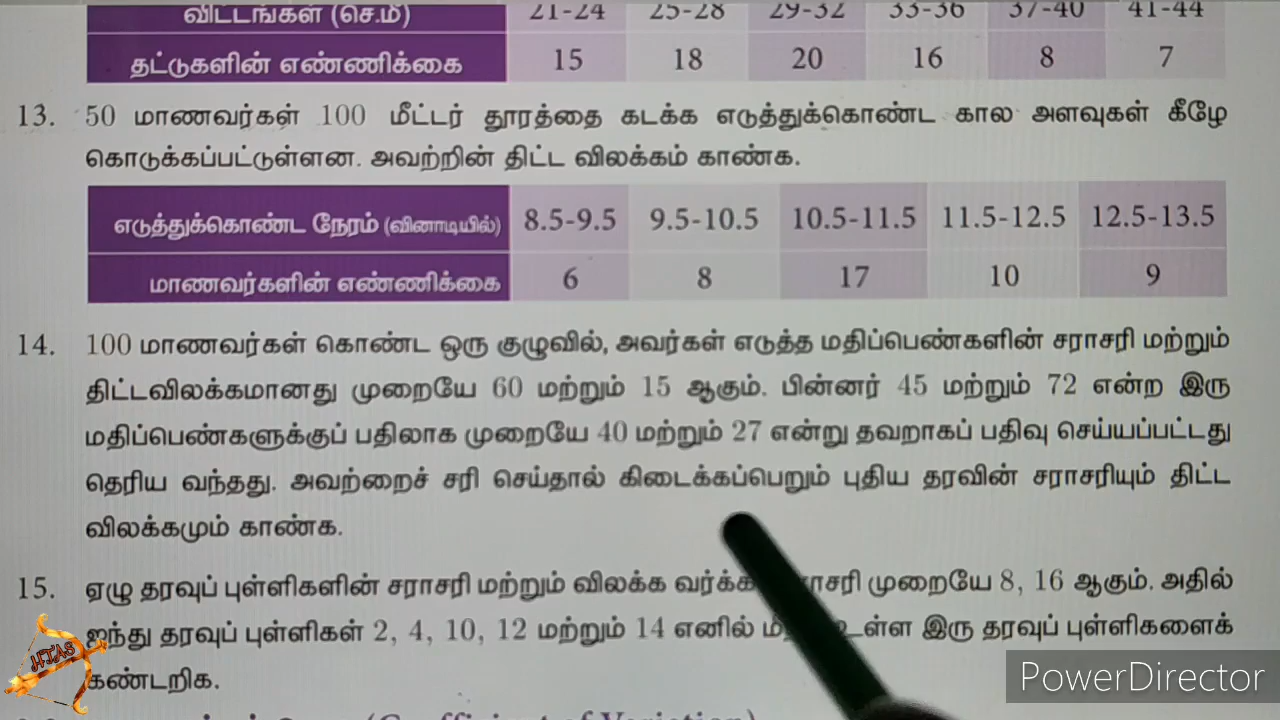 விட்டங்கள் (செ.மீ) 21-24 25-28 29-32 33-36 37-40 41-44
தட்டுகளின் எண்ணிக்கை 15 18 20 16 8 7
13. 50 மாணவர்கள் 100 மீட்டர் தூரத்தை கடக்க எடுத்துக்கொண்ட கால அளவுகள் கீழே
கொடுக்கப்பட்டுள்ளன. அவற்றின் திட்ட விலக்கம் காண்க.
எடுத்துக்கொண்ட நேரம் (வினாடியில்) 8.5-9.5 9.5-10.5 10.5-11.5 11.5-12.5 12.5-13.5
மாணவர்களின் எண்ணிக்கை 6 8 17 10 9
14. 100 மாணவர்கள் கொண்ட ஒரு குழுவில், அவர்கள் எடுத்த மதிப்பெண்களின் சராசரி மற்றும்
திட்டவிலக்கமானது முறையே 60 மற்றும் 15 ஆகும். பின்னர் 45 மற்றும் 72 என்ற இரு
மதிப்பெண்களுக்குப் பதிலாக முறையே 40 மற்றும் 27 என்று தவறாகப் பதிவு செய்யப்பட்டது
தெரிய வந்தது. அவற்றைச் சரி செய்தால் கிடைக்கப்பெறும் புதிய தரவின் சராசரியும் திட்ட
விலக்கமும் காண்க.
15. ஏழு தரவுப் புள்ளிகளின் சராசரி மற்றும் விலக்க முறையே 8, 16 ஆகும். அதில்
ஐந்து தரவுப் புள்ளிகள் 2, 4, 10, 12 மற்றும் 14 எனில் உள்ள இரு தரவுப் புள்ளிகளைக்
கண்டறிக.
HTAS
PowerDirector